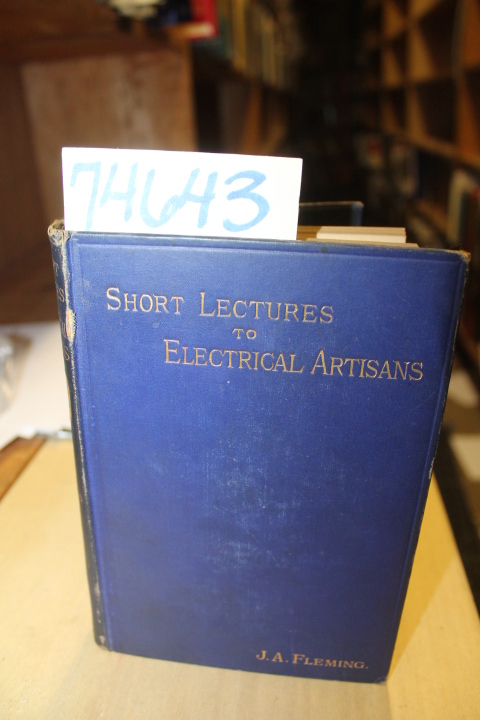 74643
SHORT LECTURES
TO
ELECTRICAL ARTISANS
J. A. FLEMING.